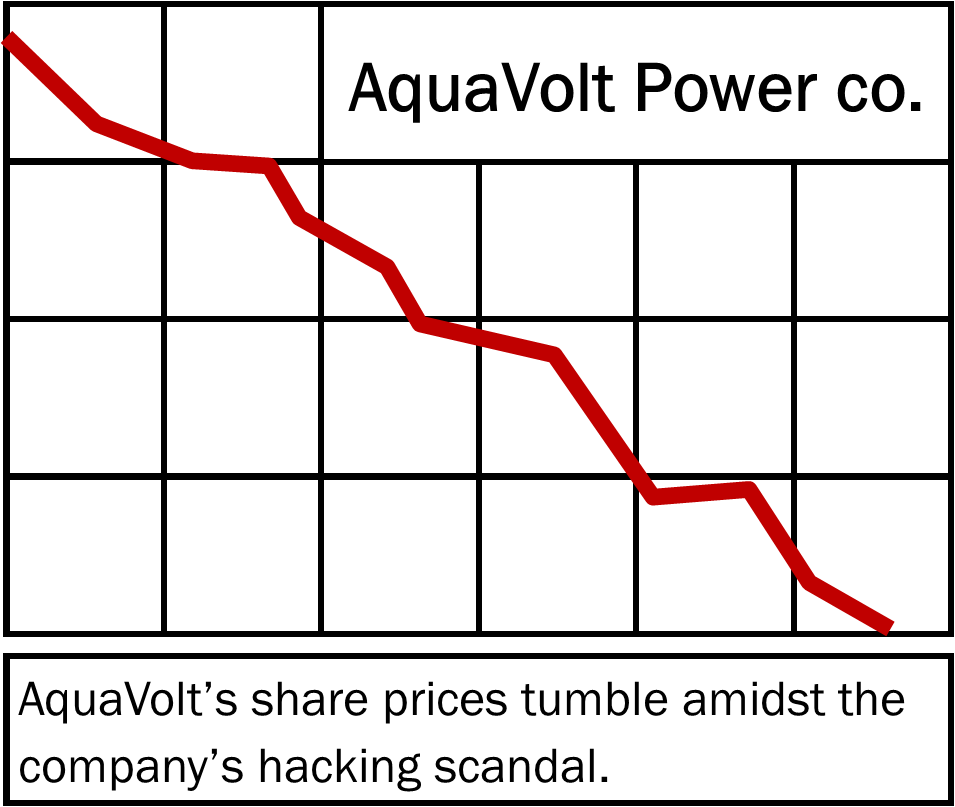 AquaVolt Power co.
AquaVolt’s share prices tumble amidst the
company’s hacking scandal.